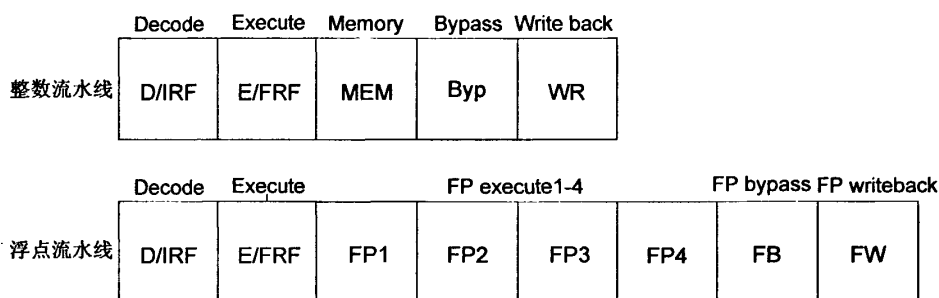 Decode Execute Memory Bypass Write back
整数流水线 D/IRF E/FRF MEM Byp WR
Decode Execute FP execute1-4 FP bypass FP writeback
浮点流水线 D/IRF E/FRF FP1 FP2 FP3 FP4 FB FW